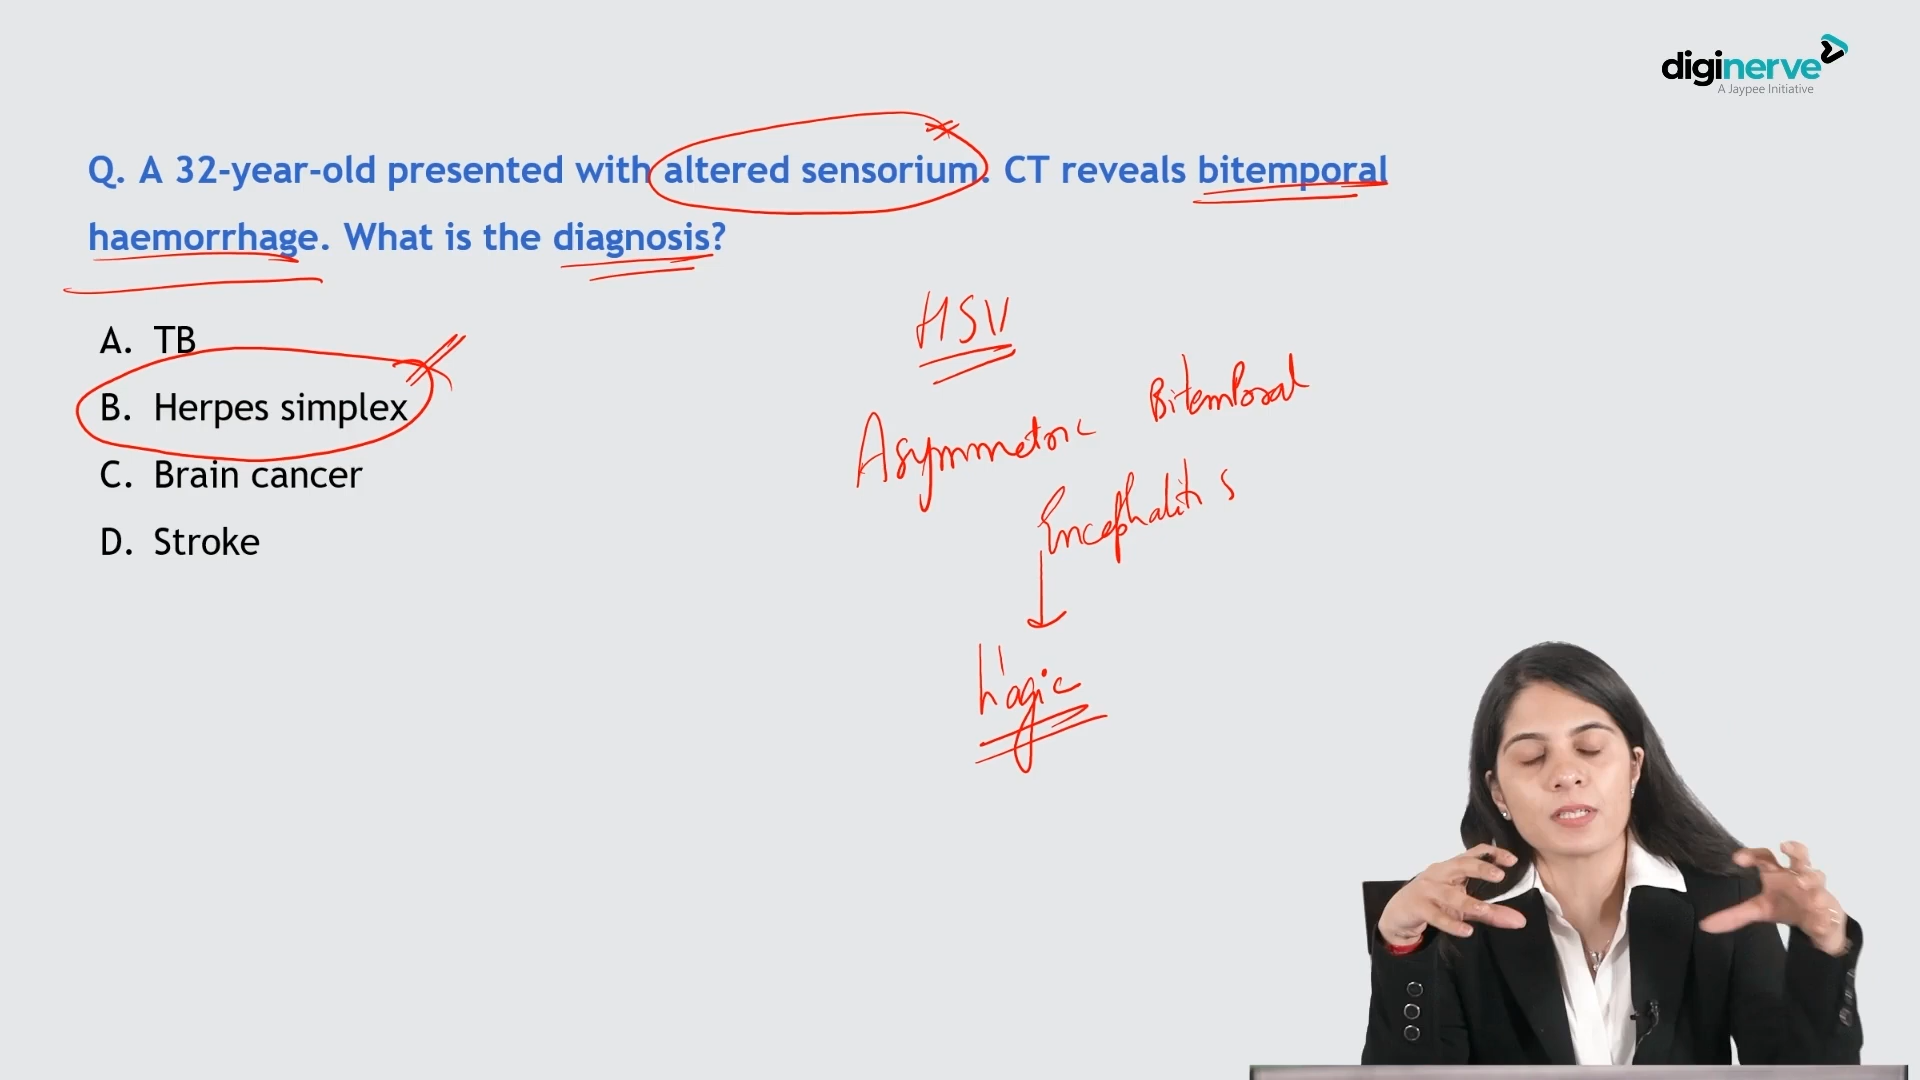 diginerve
A Jaypee Initiative
Q. A 32-year-old presented with altered sensorium. CT reveals bitemporal
haemorrhage. What is the diagnosis?
A. TB
B. Herpes simplex
C. Brain cancer
D. Stroke
HSV
Asymmetric Bitemporal
Encephalitis
h'agic